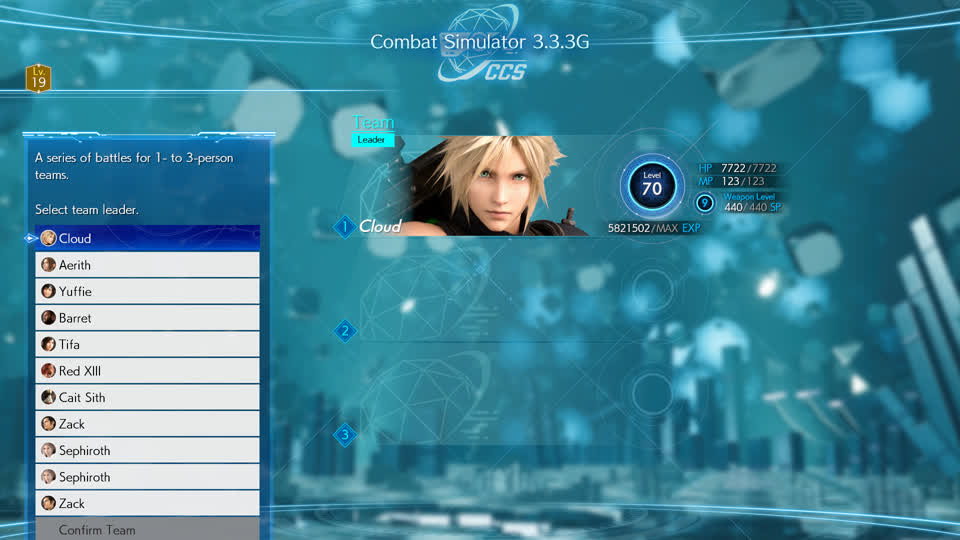 Combat Simulator 3.3.3G
CCS
Lv.
19
A series of battles for 1- to 3-person
teams.
Select team leader.
Cloud
Aerith
Yuffie
Barret
Tifa
Red XIII
Cait Sith
Zack
Sephiroth
Sephiroth
Zack
Confirm Team
Team
Leader
1 Cloud
Level
70
HP 7722/7722
MP 123/123
9
Weapon Level
440/440 SP
5821502/MAX EXP
2
3